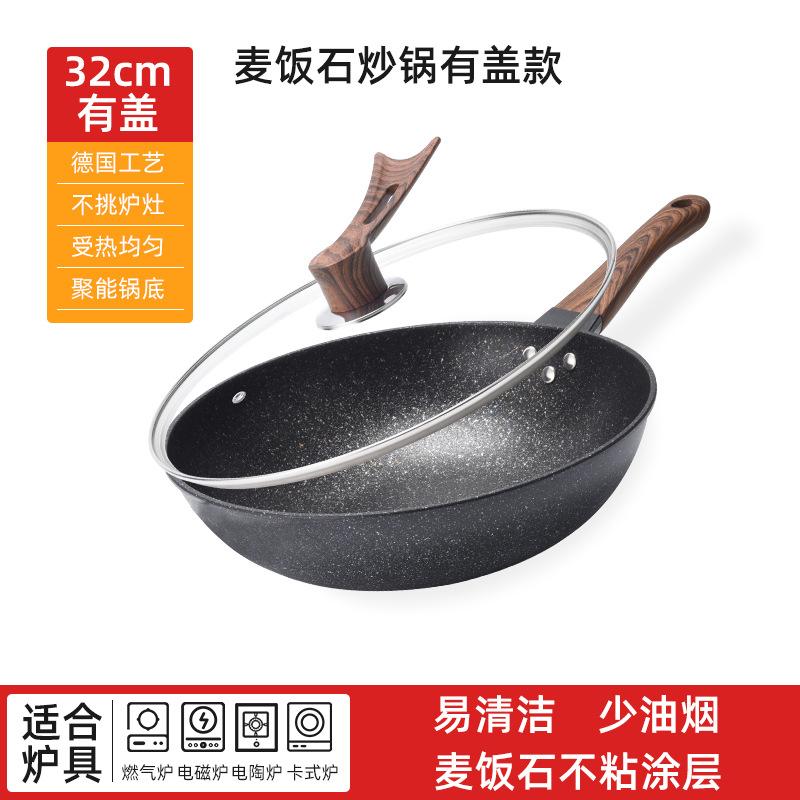 32cm
有盖
麦饭石炒锅有盖款
德国工艺
不挑炉灶
受热均匀
聚能锅底
适合
炉具
燃气炉 电磁炉 电陶炉 卡式炉
易清洁 少油烟
麦饭石不粘涂层